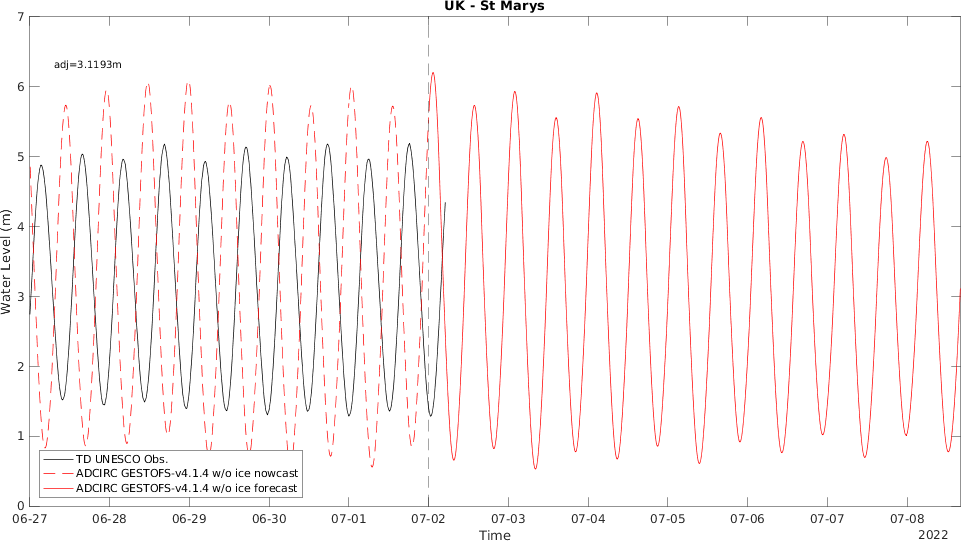 UK - St Marys
adj=3.1193m
Water Level (m)
7
6
5
4
3
2
1
0
TD UNESCO Obs.
ADCIRC GESTOFS-v4.1.4 w/o ice nowcast
ADCIRC GESTOFS-v4.1.4 w/o ice forecast
06-27 06-28 06-29 06-30 07-01 07-02 07-03 07-04 07-05 07-06 07-07 07-08
Time
2022